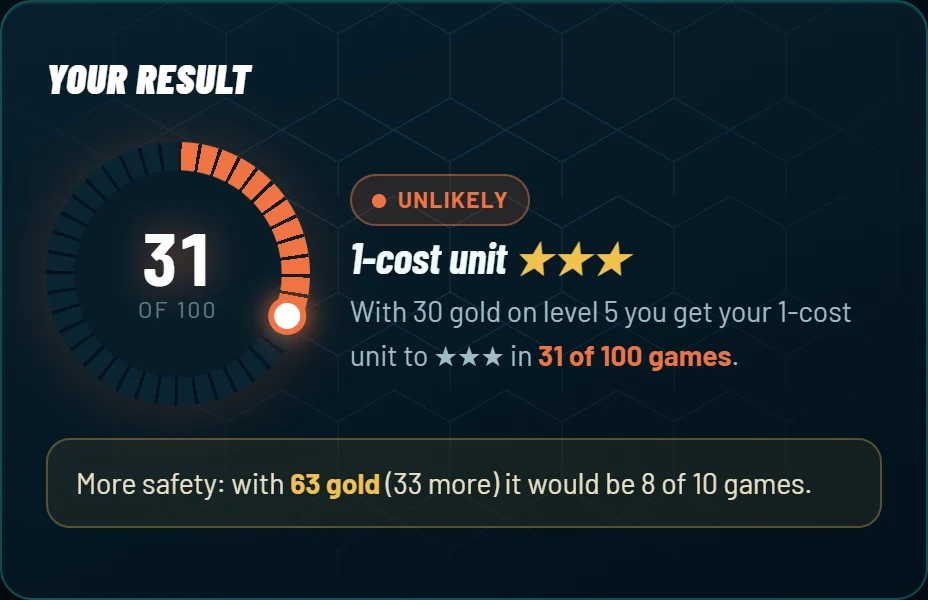 YOUR RESULT
31
OF 100
UNLIKELY
1-cost unit ★★★
With 30 gold on level 5 you get your 1-cost
unit to ★★★ in 31 of 100 games.
More safety: with 63 gold (33 more) it would be 8 of 10 games.